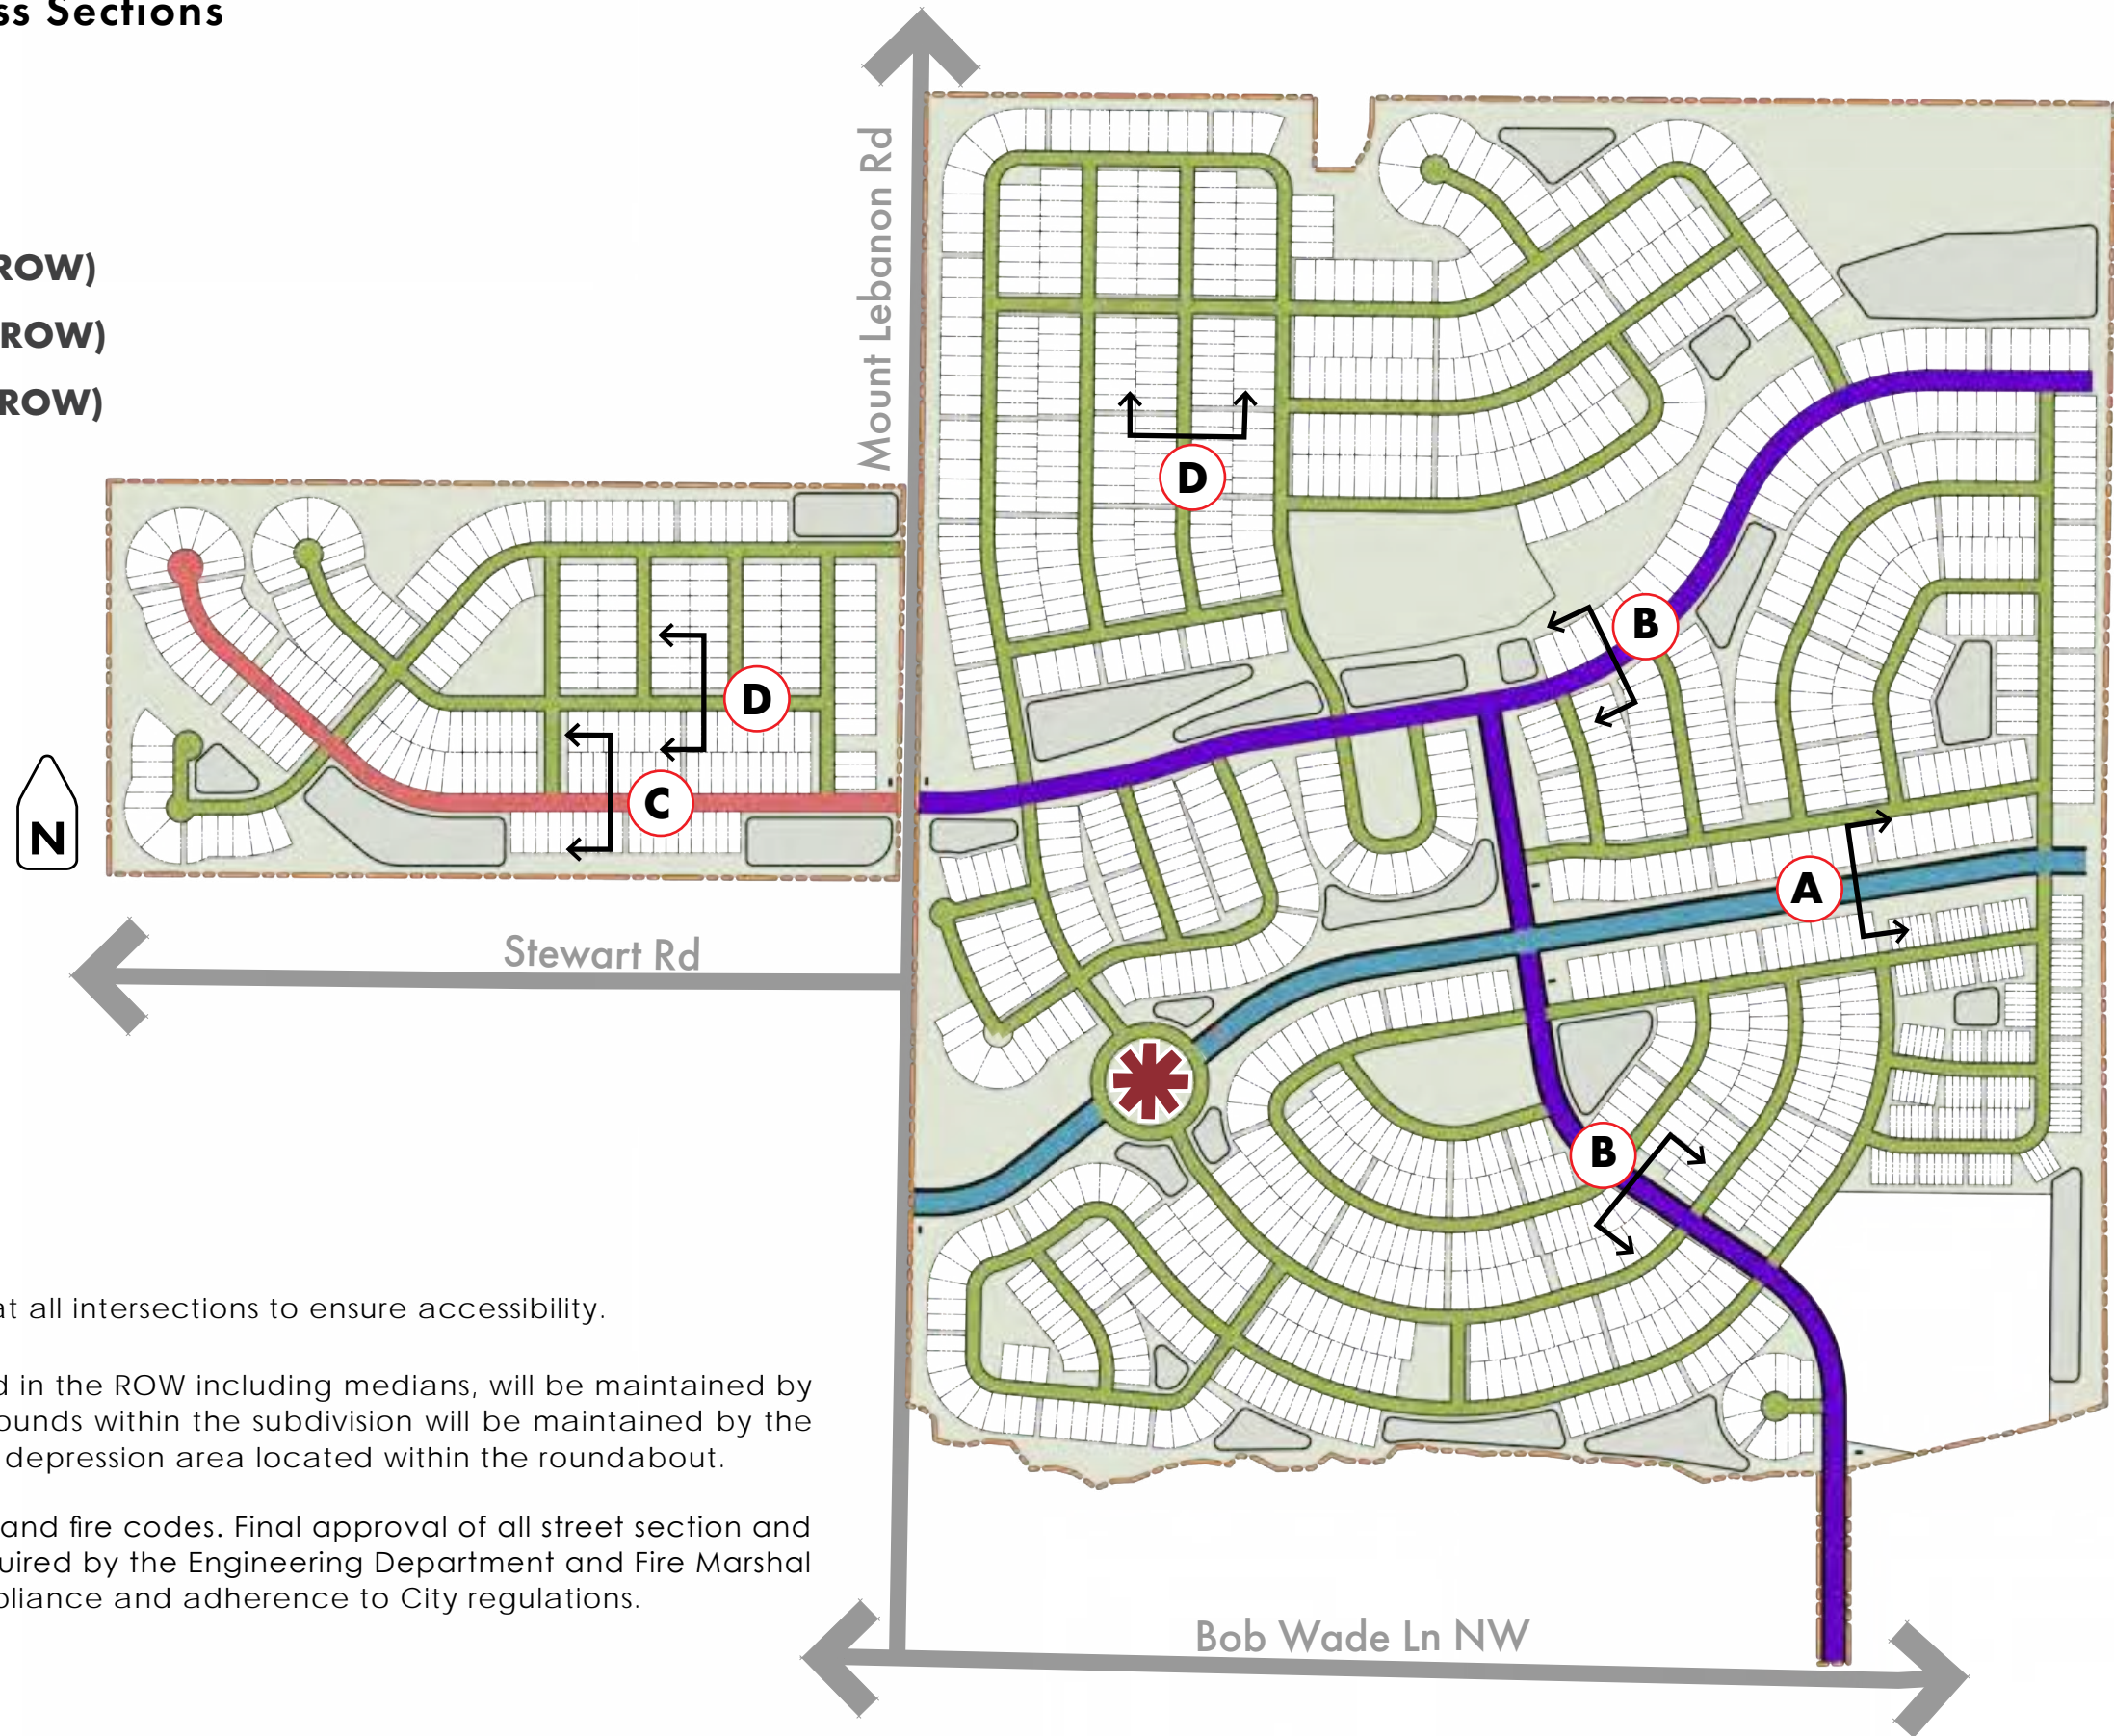 ss Sections
ROW)
ROW)
ROW)
Mount Lebanon Rd
D
B
D
C
A
N
Stewart Rd
B
at all intersections to ensure accessibility.
d in the ROW including medians, will be maintained by
ounds within the subdivision will be maintained by the
depression area located within the roundabout.
and fire codes. Final approval of all street section and
uired by the Engineering Department and Fire Marshal
pliance and adherence to City regulations.
Bob Wade Ln NW